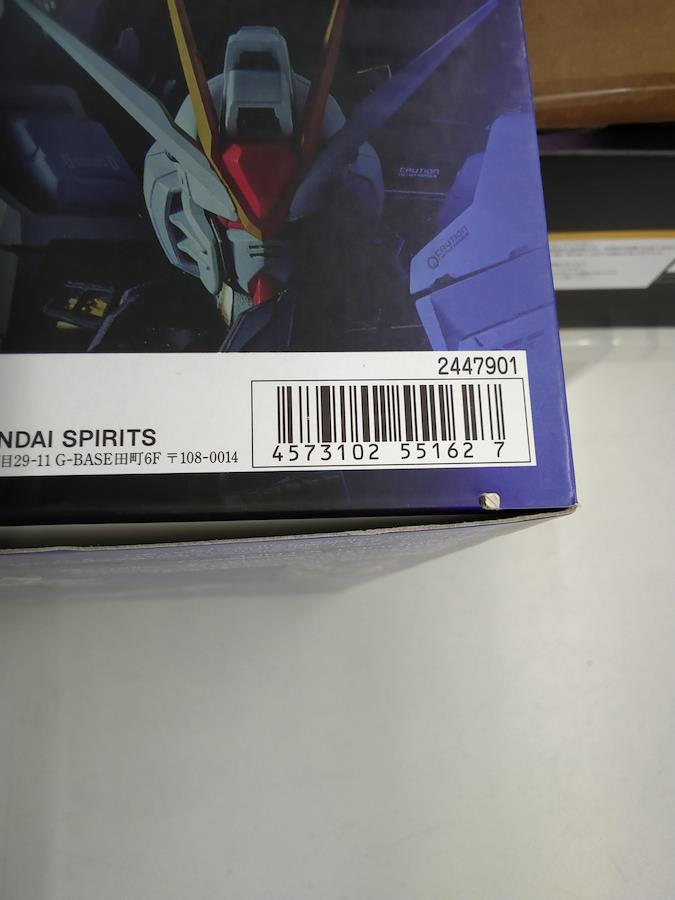 CAUTION
CAUTION
2447901
NDAI SPIRITS
目29-11 G-BASE田町6F 〒108-0014
4573102 55162 7